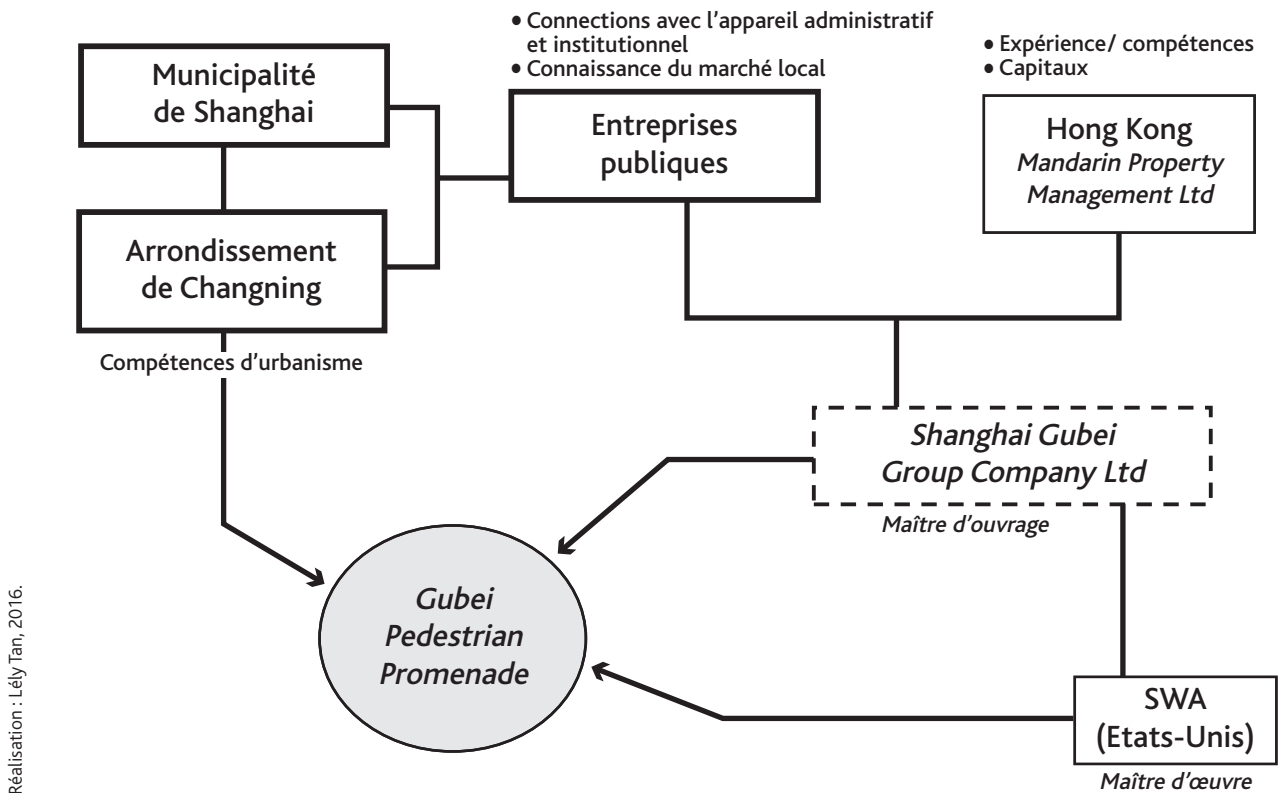 • Connections avec l’appareil administratif
et institutionnel
• Connaissance du marché local
• Expérience/ compétences
• Capitaux
Municipalité
de Shanghai
Entreprises
publiques
Hong Kong
Mandarin Property
Management Ltd
Arrondissement
de Changning
Compétences d’urbanisme
Shanghai Gubei
Group Company Ltd
Maître d’ouvrage
Gubei
Pedestrian
Promenade
SWA
(Etats-Unis)
Maître d’œuvre
Réalisation : Lély Tan, 2016.